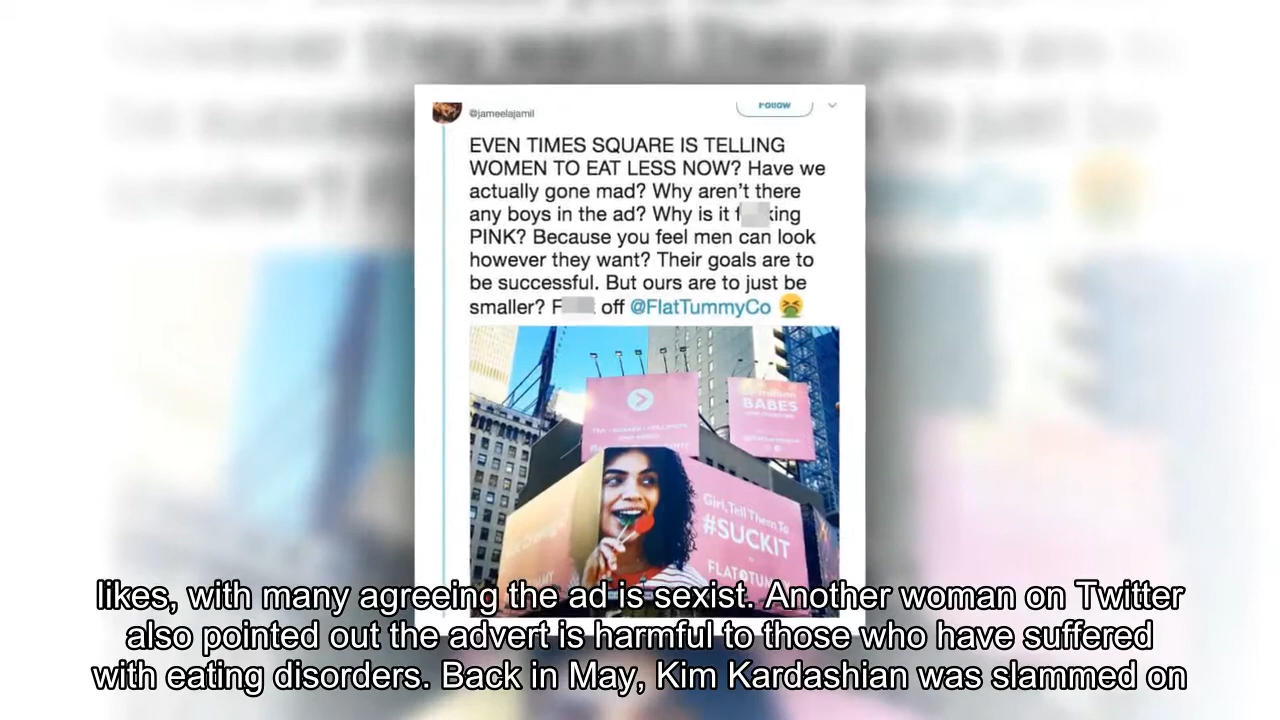 @jameelajamil
Follow
EVEN TIMES SQUARE IS TELLING
WOMEN TO EAT LESS NOW? Have we
actually gone mad? Why aren't there
any boys in the ad? Why is it f king
PINK? Because you feel men can look
however they want? Their goals are to
be successful. But ours are to just be
smaller? F off @FlatTummyCo
BABES
Girl, Tell Them To
#SUCKIT
likes, with many agreeing the ad is sexist. Another woman on Twitter
also pointed out the advert is harmful to those who have suffered
with eating disorders. Back in May, Kim Kardashian was slammed on